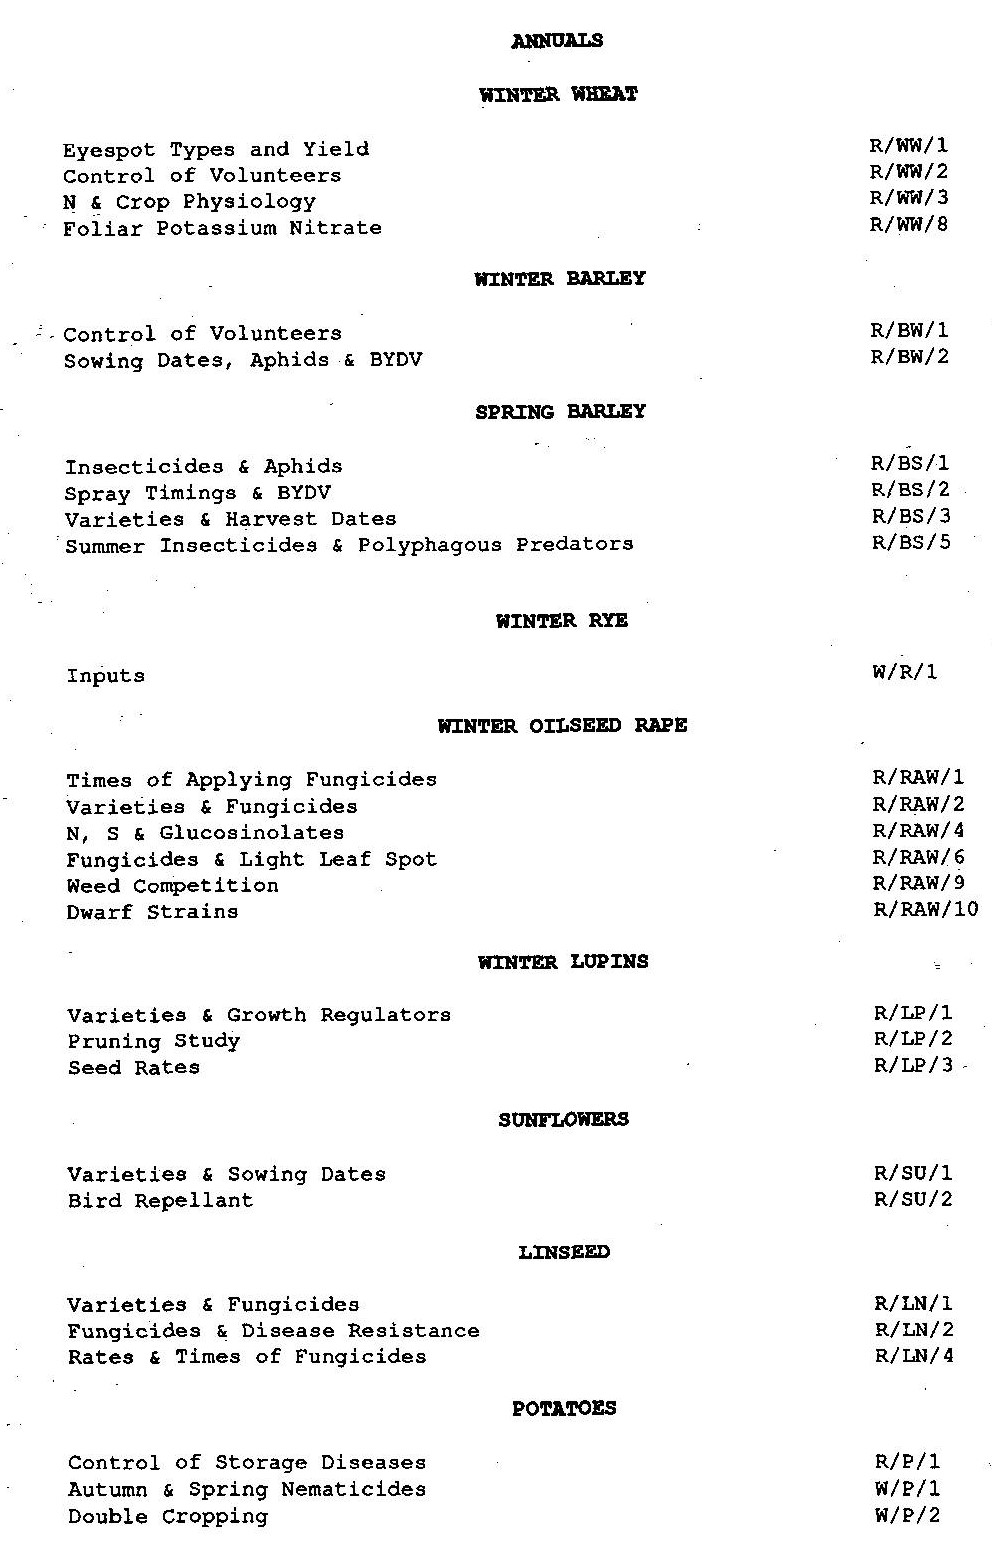 ANNUALS
WINTER WHEAT
Eyespot Types and Yield R/WW/1
Control of Volunteers R/WW/2
N & Crop Physiology R/WW/3
Foliar Potassium Nitrate R/WW/8
WINTER BARLEY
Control of Volunteers R/BW/1
Sowing Dates, Aphids & BYDV R/BW/2
SPRING BARLEY
Insecticides & Aphids R/BS/1
Spray Timings & BYDV R/BS/2
Varieties & Harvest Dates R/BS/3
Summer Insecticides & Polyphagous Predators R/BS/5
WINTER RYE
Inputs W/R/1
WINTER OILSEED RAPE
Times of Applying Fungicides R/RAW/1
Varieties & Fungicides R/RAW/2
N, S & Glucosinolates R/RAW/4
Fungicides & Light Leaf Spot R/RAW/6
Weed Competition R/RAW/9
Dwarf Strains R/RAW/10
WINTER LUPINS
Varieties & Growth Regulators R/LP/1
Pruning Study R/LP/2
Seed Rates R/LP/3
SUNFLOWERS
Varieties & Sowing Dates R/SU/1
Bird Repellant R/SU/2
LINSEED
Varieties & Fungicides R/LN/1
Fungicides & Disease Resistance R/LN/2
Rates & Times of Fungicides R/LN/4
POTATOES
Control of Storage Diseases R/P/1
Autumn & Spring Nematicides W/P/1
Double Cropping W/P/2